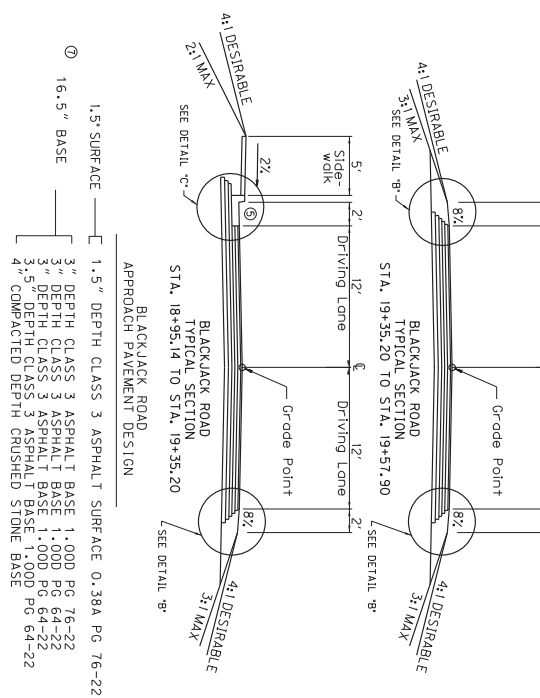 4:1 DESIRABLE
3:1 MAX
SEE DETAIL "B"
8%
Grade Point
8%
4:1 DESIRABLE
3:1 MAX
SEE DETAIL "B"
BLACKJACK ROAD
TYPICAL SECTION
STA. 19+35.20 TO STA. 19+57.90
4:1 DESIRABLE
2:1 MAX
5'
Side-
walk
2'
12'
Driving Lane
℄
12'
Driving Lane
2'
2%
⑤
SEE DETAIL "C"
Grade Point
8%
4:1 DESIRABLE
3:1 MAX
SEE DETAIL "B"
BLACKJACK ROAD
TYPICAL SECTION
STA. 18+95.14 TO STA. 19+35.20
BLACKJACK ROAD
APPROACH PAVEMENT DESIGN
1.5" SURFACE
1.5" DEPTH CLASS 3 ASPHALT SURFACE 0.38A PG 76-22
⑦
16.5" BASE
3" DEPTH CLASS 3 ASPHALT BASE 1.00D PG 76-22
3" DEPTH CLASS 3 ASPHALT BASE 1.00D PG 64-22
3" DEPTH CLASS 3 ASPHALT BASE 1.00D PG 64-22
3.5" DEPTH CLASS 3 ASPHALT BASE 1.00D PG 64-22
4" COMPACTED DEPTH CRUSHED STONE BASE